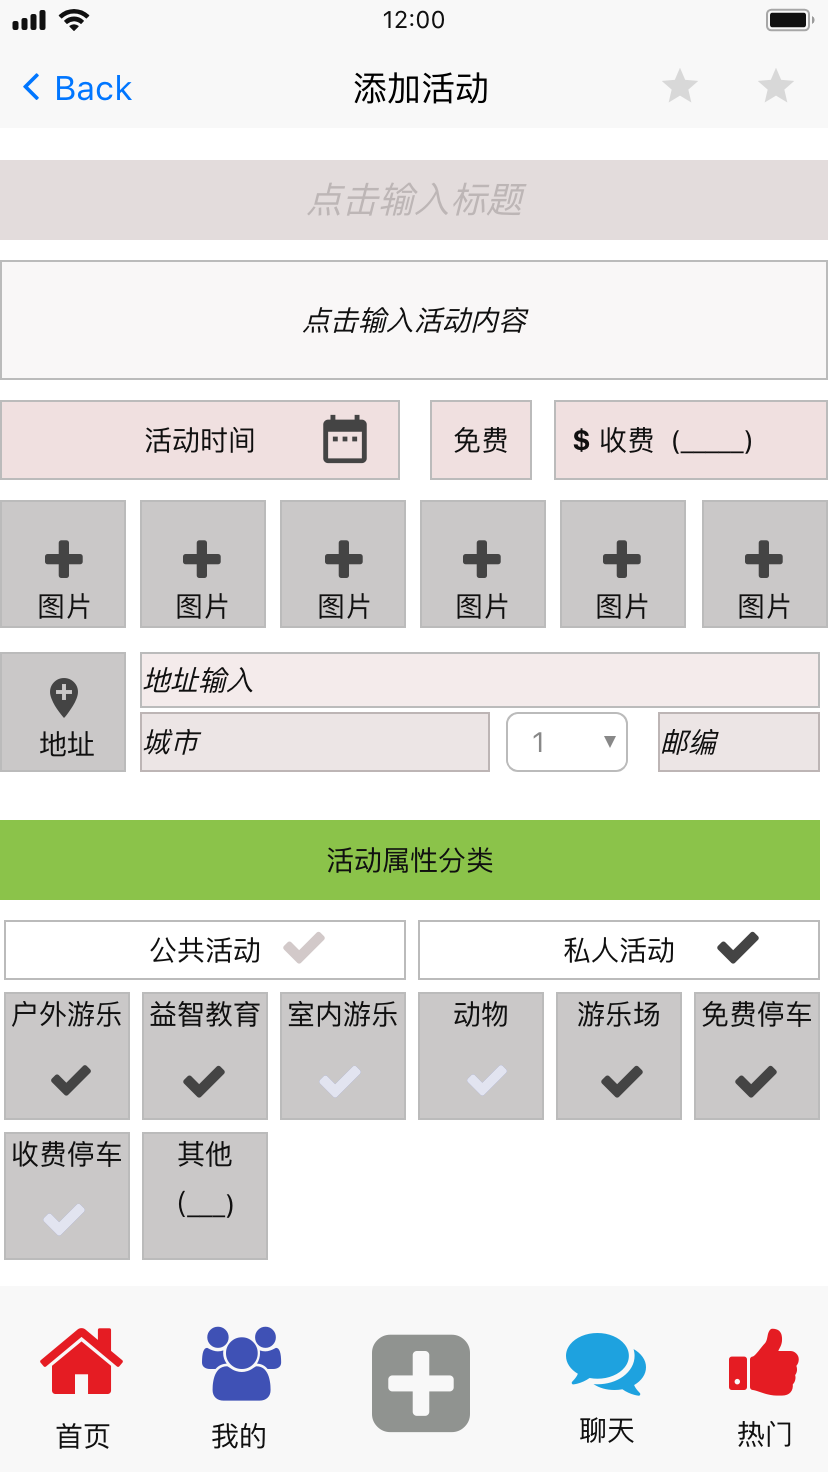 12:00
Back 添加活动
点击输入标题
点击输入活动内容
活动时间 免费 $ 收费 (_____)
图片 图片 图片 图片 图片 图片
地址输入
地址 城市 1 邮编
活动属性分类
公共活动 私人活动
户外游乐 益智教育 室内游乐 动物 游乐场 免费停车
收费停车 其他
(___)
首页 我的 聊天 热门